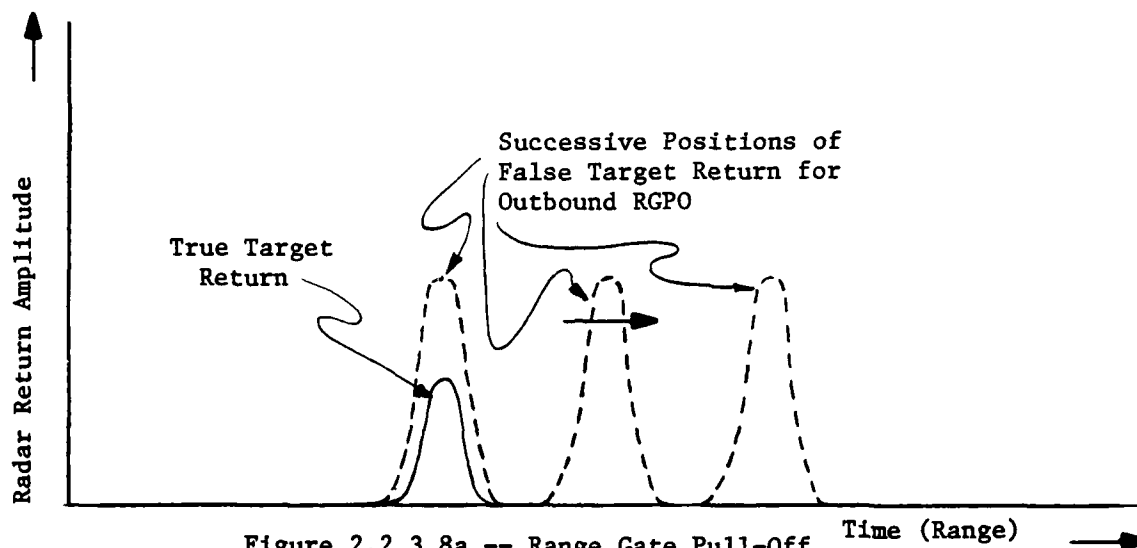 Radar Return Amplitude
Successive Positions of
False Target Return for
Outbound RGPO
True Target
Return
Time (Range)
Figure 2.2.3.8a -- Range Gate Pull-Off